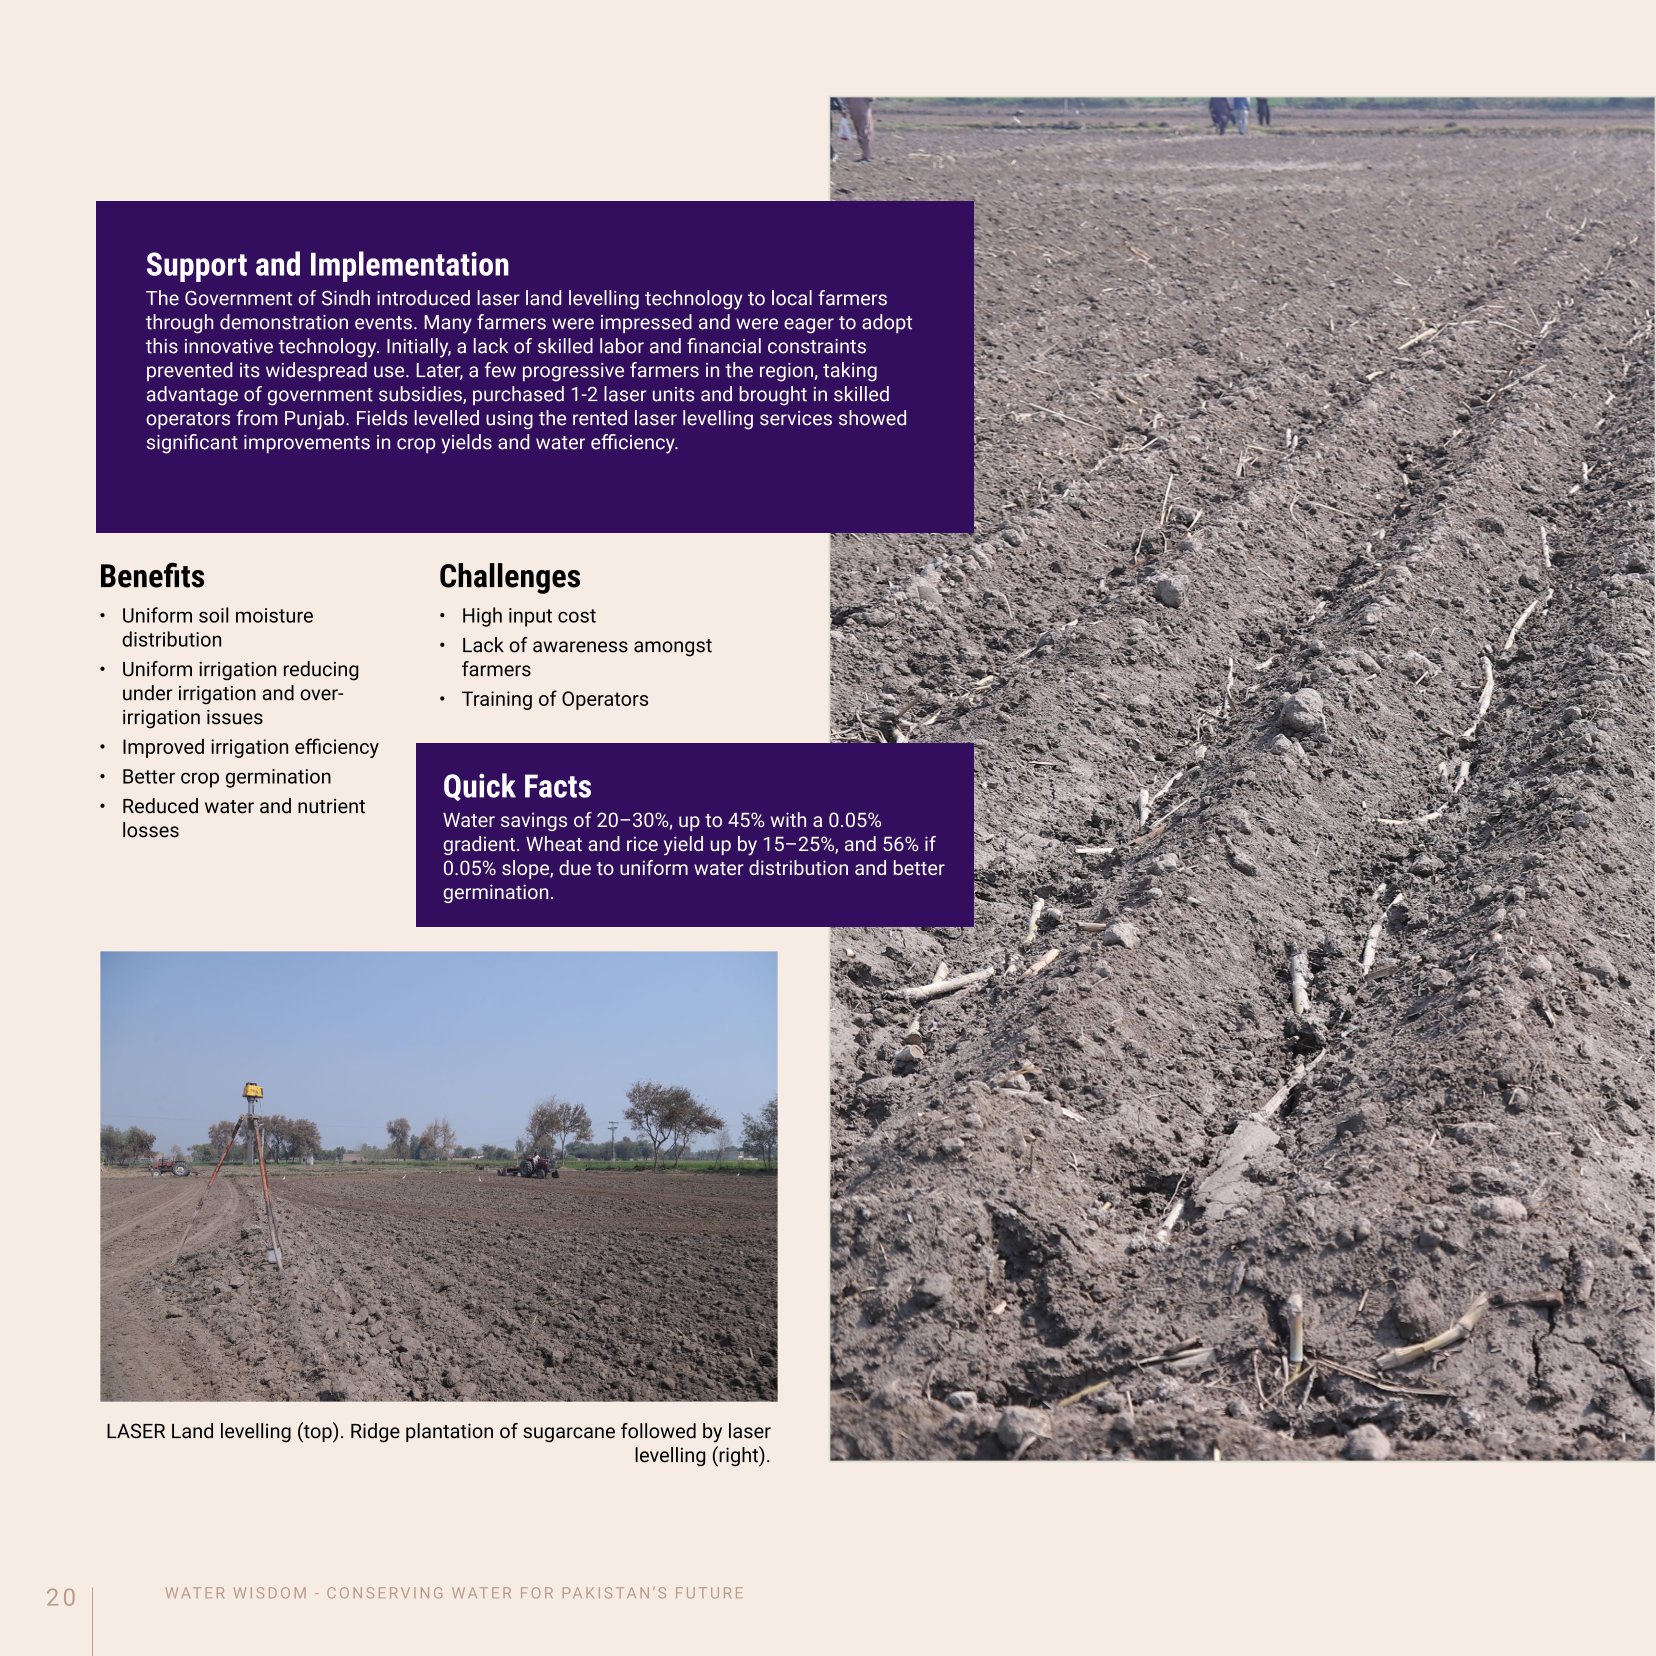 Support and Implementation
The Government of Sindh introduced laser land levelling technology to local farmers
through demonstration events. Many farmers were impressed and were eager to adopt
this innovative technology. Initially, a lack of skilled labor and financial constraints
prevented its widespread use. Later, a few progressive farmers in the region, taking
advantage of government subsidies, purchased 1-2 laser units and brought in skilled
operators from Punjab. Fields levelled using the rented laser levelling services showed
significant improvements in crop yields and water efficiency.
Benefits
• Uniform soil moisture
distribution
• Uniform irrigation reducing
under irrigation and over-
irrigation issues
• Improved irrigation efficiency
• Better crop germination
• Reduced water and nutrient
losses
Challenges
• High input cost
• Lack of awareness amongst
farmers
• Training of Operators
Quick Facts
Water savings of 20–30%, up to 45% with a 0.05%
gradient. Wheat and rice yield up by 15–25%, and 56% if
0.05% slope, due to uniform water distribution and better
germination.
LASER Land levelling (top). Ridge plantation of sugarcane followed by laser
levelling (right).
20
WATER WISDOM - CONSERVING WATER FOR PAKISTAN'S FUTURE